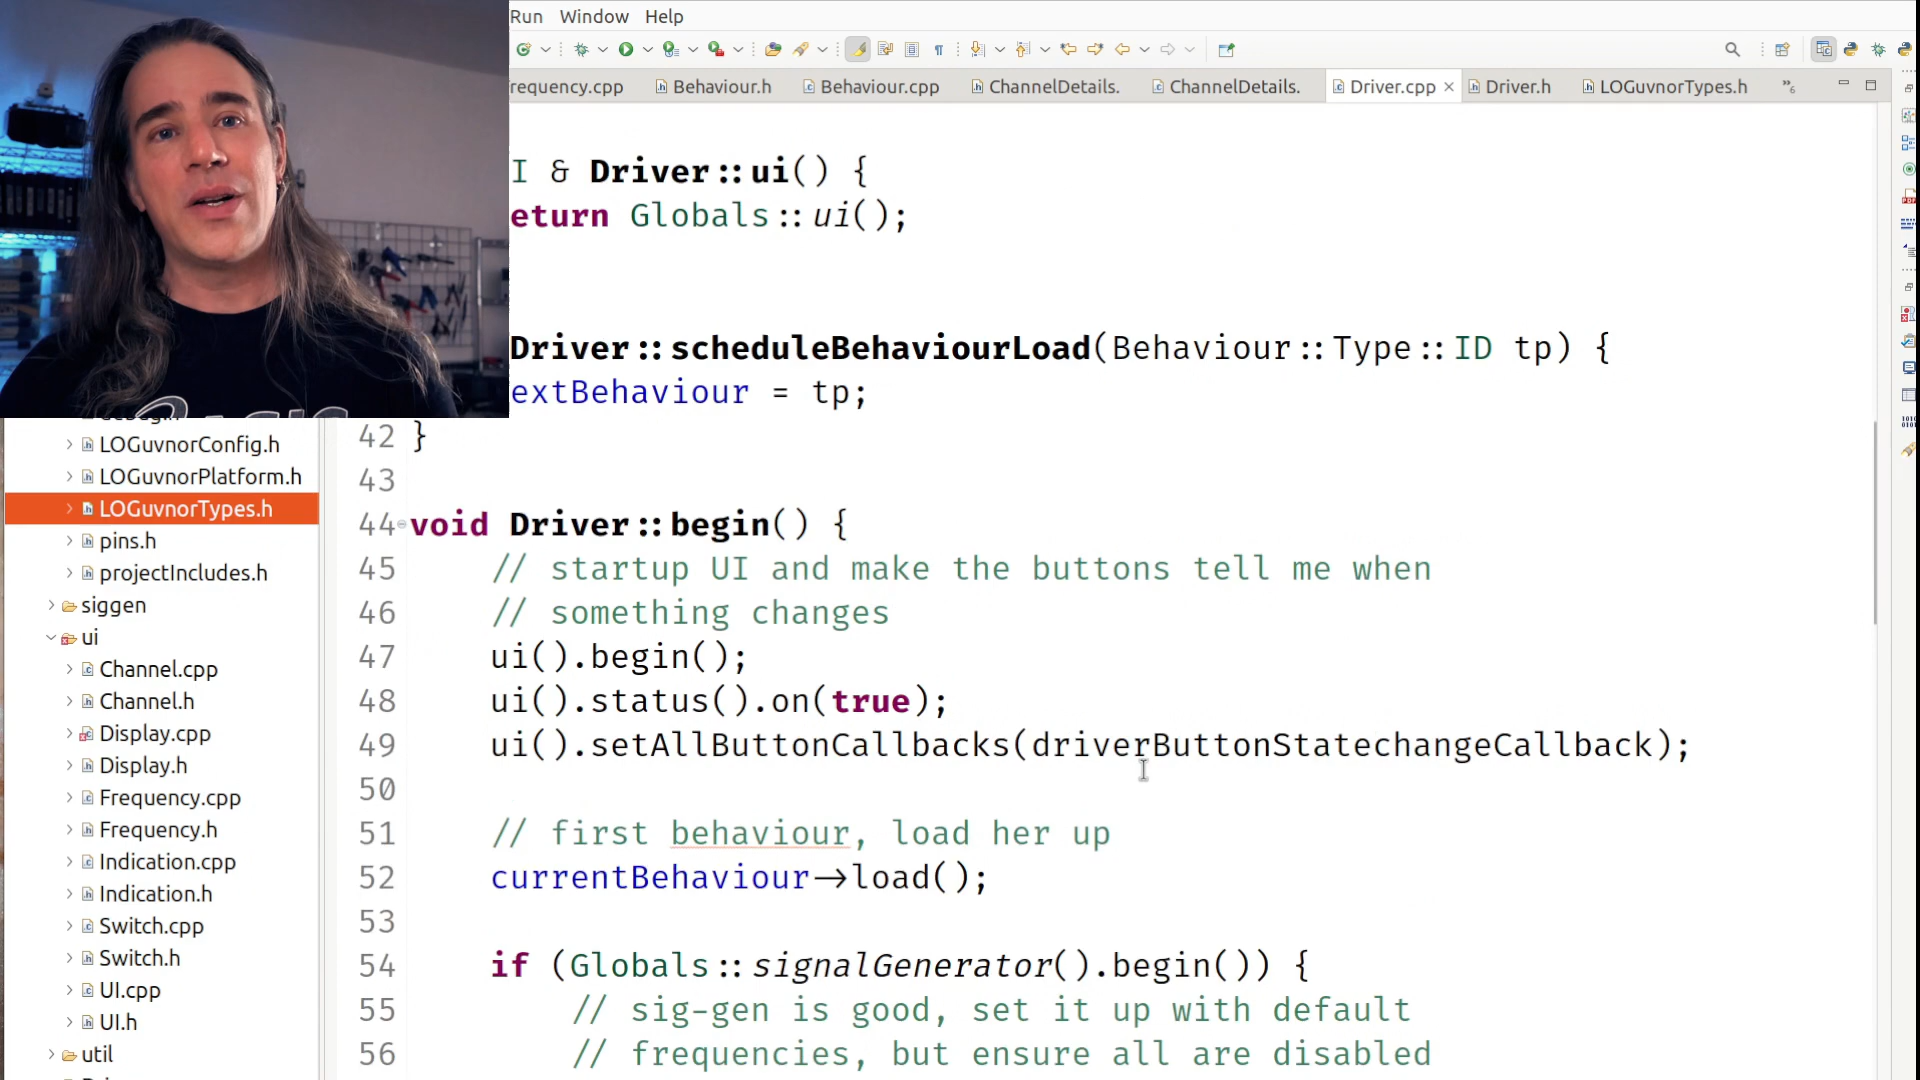 Run Window Help
requency.cpp Behaviour.h Behaviour.cpp ChannelDetails. ChannelDetails. Driver.cpp Driver.h LOGuvnorTypes.h »6
I & Driver::ui() {
eturn Globals::ui();
Driver::scheduleBehaviourLoad(Behaviour::Type::ID tp) {
extBehaviour = tp;
42 }
43
44 void Driver::begin() {
45 // startup UI and make the buttons tell me when
46 // something changes
47 ui().begin();
48 ui().status().on(true);
49 ui().setAllButtonCallbacks(driverButtonStatechangeCallback);
50
51 // first behaviour, load her up
52 currentBehaviour->load();
53
54 if (Globals::signalGenerator().begin()) {
55 // sig-gen is good, set it up with default
56 // frequencies, but ensure all are disabled
LOGuvnorConfig.h
LOGuvnorPlatform.h
LOGuvnorTypes.h
pins.h
projectIncludes.h
siggen
ui
Channel.cpp
Channel.h
Display.cpp
Display.h
Frequency.cpp
Frequency.h
Indication.cpp
Indication.h
Switch.cpp
Switch.h
UI.cpp
UI.h
util